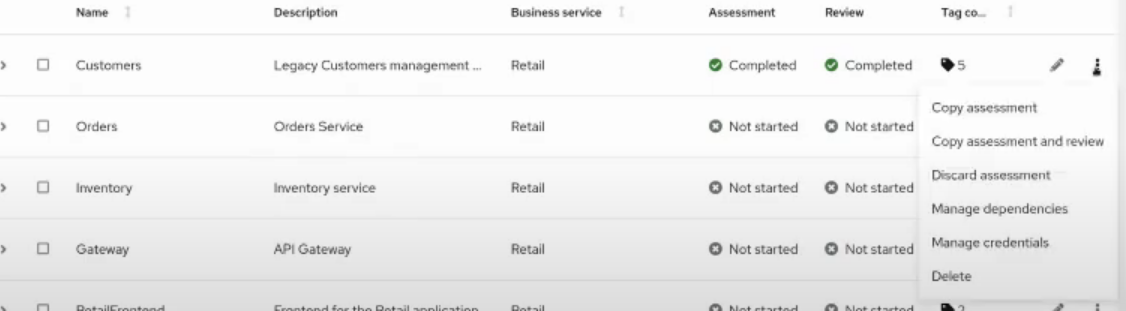 Name Description Business service Assessment Review Tag co...
Customers Legacy Customers management ... Retail Completed Completed 5
Copy assessment
Orders Orders Service Retail Not started Not started
Copy assessment and review
Discard assessment
Inventory Inventory service Retail Not started Not started
Manage dependencies
Gateway API Gateway Retail Not started Not started
Manage credentials
Delete
RetailFrontend Frontend for the Retail application Retail Not started Not started 2